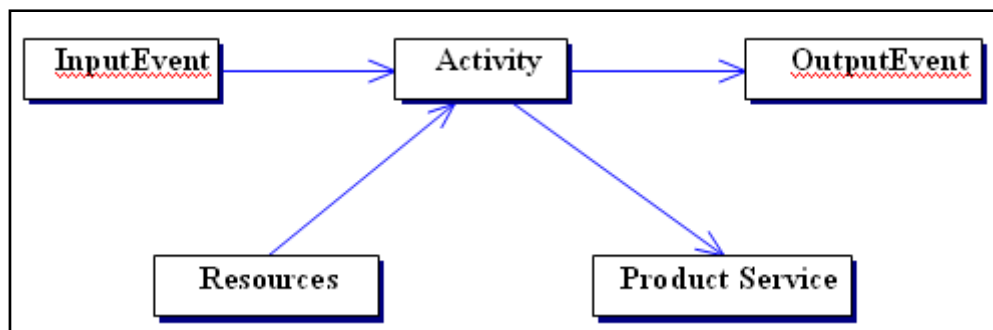 InputEvent
Activity
OutputEvent
Resources
Product Service